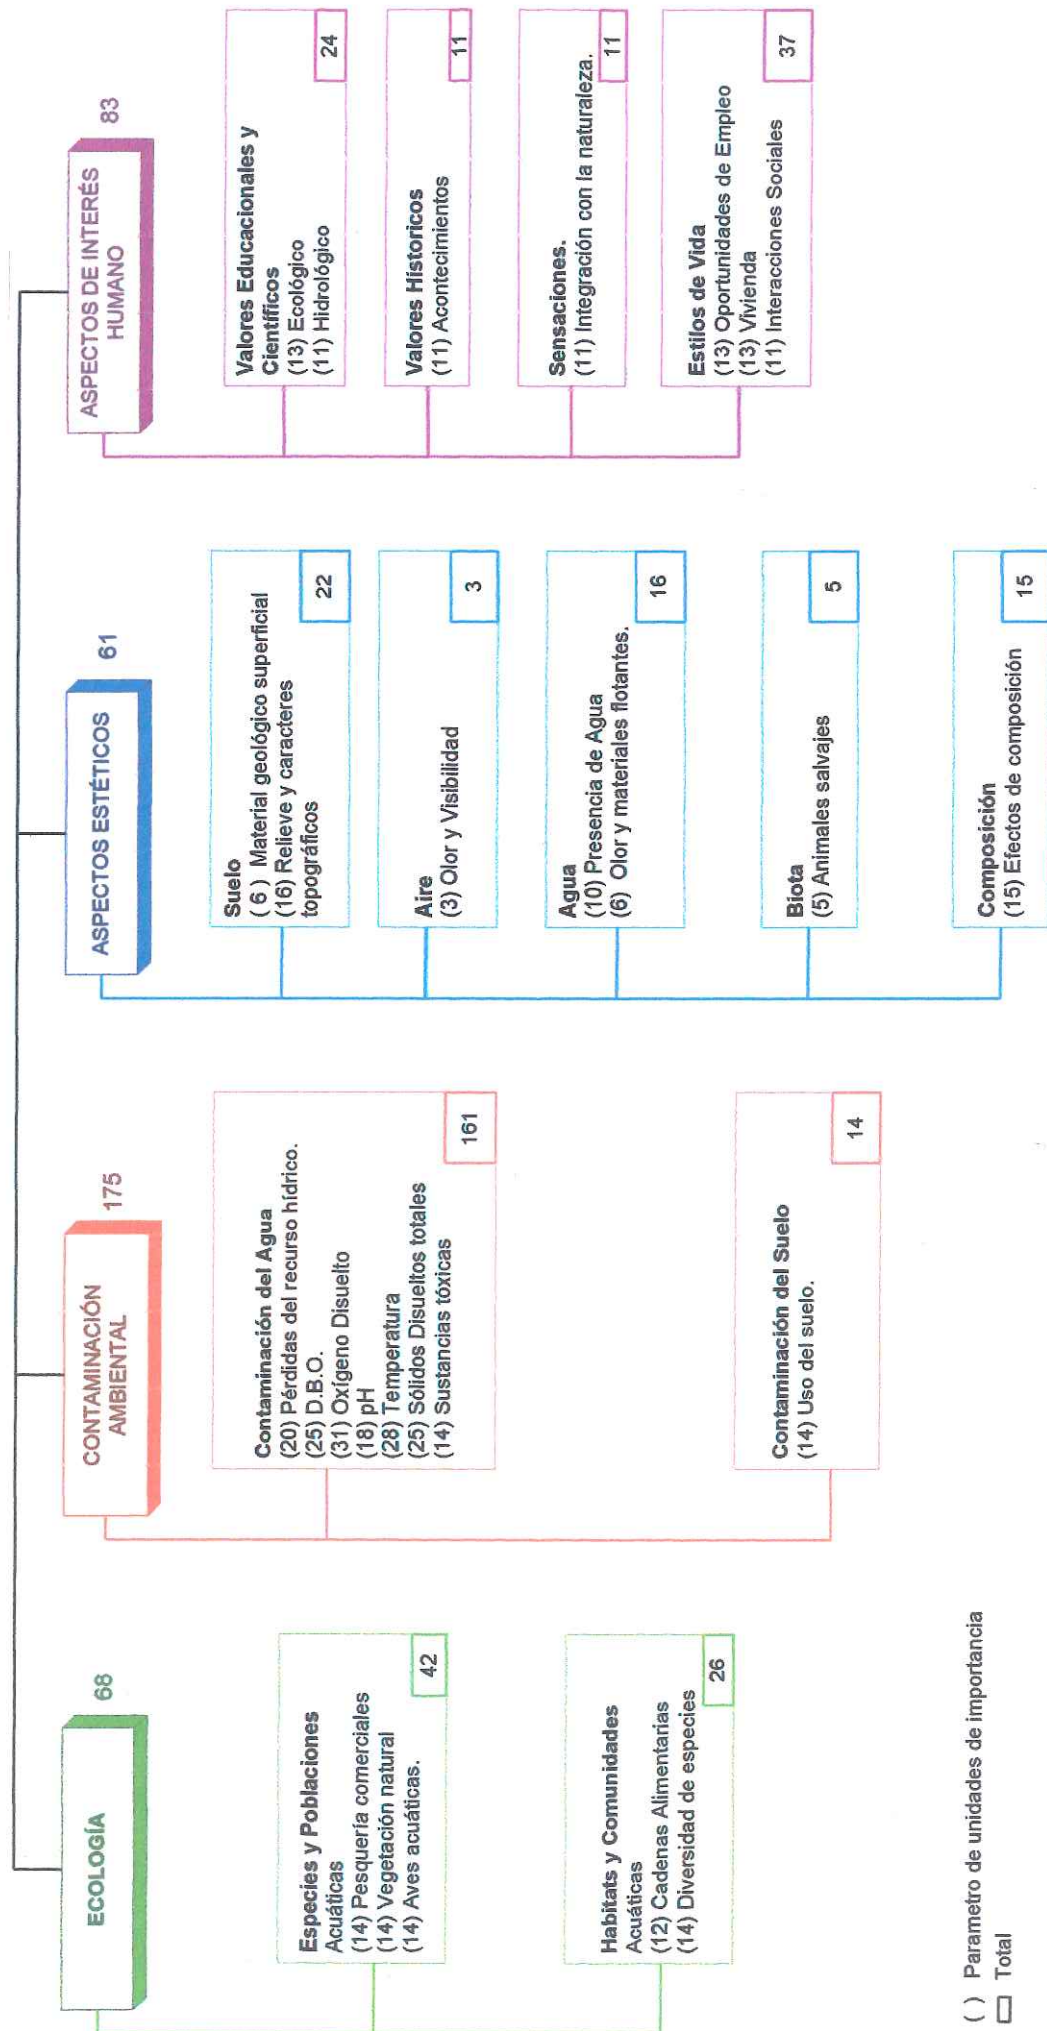 ECOLOGÍA
68
Especies y Poblaciones
Acuáticas
(14) Pesquería comerciales
(14) Vegetación natural
(14) Aves acuáticas.
42
Habitats y Comunidades
Acuáticas
(12) Cadenas Alimentarias
(14) Diversidad de especies
26
CONTAMINACIÓN
AMBIENTAL
175
Contaminación del Agua
(20) Pérdidas del recurso hídrico.
(25) D.B.O.
(31) Oxígeno Disuelto
(18) pH
(28) Temperatura
(25) Sólidos Disueltos totales
(14) Sustancias tóxicas
161
Contaminación del Suelo
(14) Uso del suelo.
14
ASPECTOS ESTÉTICOS
61
Suelo
( 6 ) Material geológico superficial
(16) Relieve y caracteres
topográficos
22
Aire
(3) Olor y Visibilidad
3
Agua
(10) Presencia de Agua
(6) Olor y materiales flotantes.
16
Biota
(5) Animales salvajes
5
Composición
(15) Efectos de composición
15
ASPECTOS DE INTERÉS
HUMANO
83
Valores Educacionales y
Científicos
(13) Ecológico
(11) Hidrológico
24
Valores Historicos
(11) Acontecimientos
11
Sensaciones.
(11) Integración con la naturaleza.
11
Estilos de Vida
(13) Oportunidades de Empleo
(13) Vivienda
(11) Interacciones Sociales
37
( ) Parametro de unidades de importancia
Total